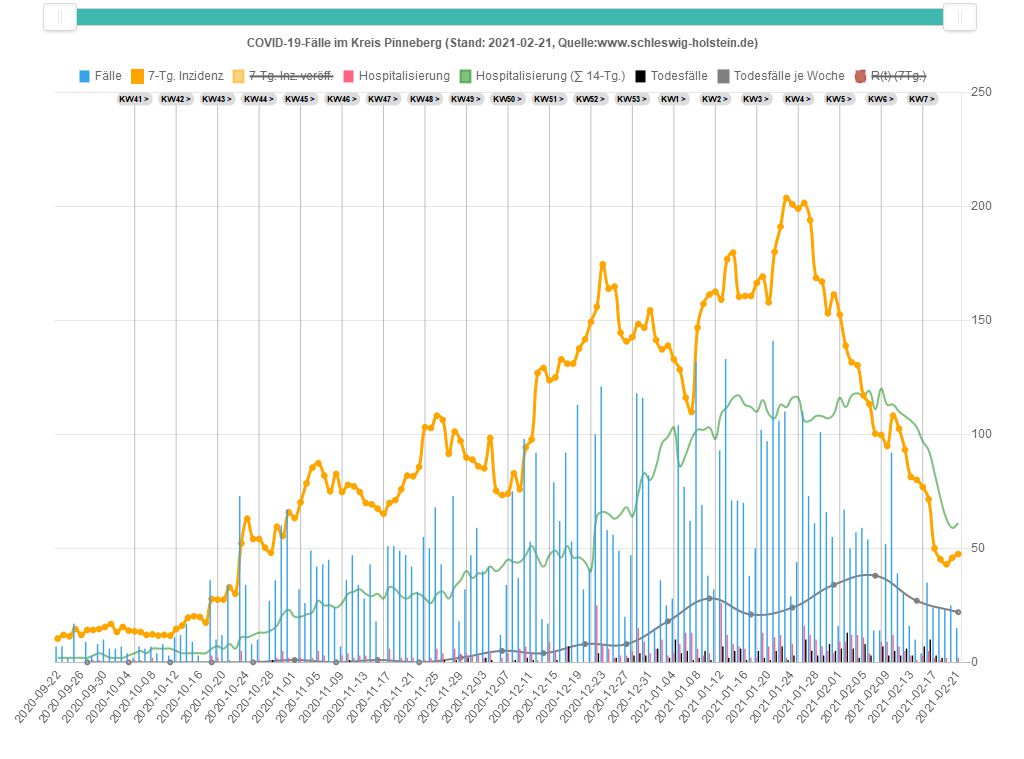 COVID-19-Fälle im Kreis Pinneberg (Stand: 2021-02-21, Quelle:www.schleswig-holstein.de)
Fälle 7-Tg. Inzidenz 7-Tg. Inz. veröff. Hospitalisierung Hospitalisierung (∑ 14-Tg.) Todesfälle Todesfälle je Woche R(t) (7Tg.)
KW41 > KW42 > KW43 > KW44 > KW45 > KW46 > KW47 > KW48 > KW49 > KW50 > KW51 > KW52 > KW53 > KW1 > KW2 > KW3 > KW4 > KW5 > KW6 > KW7 >
250
200
150
100
50
0
2020-09-22 2020-09-26 2020-09-30 2020-10-04 2020-10-08 2020-10-12 2020-10-16 2020-10-20 2020-10-24 2020-10-28 2020-11-01 2020-11-05 2020-11-09 2020-11-13 2020-11-17 2020-11-21 2020-11-25 2020-11-29 2020-12-03 2020-12-07 2020-12-11 2020-12-15 2020-12-19 2020-12-23 2020-12-27 2020-12-31 2021-01-04 2021-01-08 2021-01-12 2021-01-16 2021-01-20 2021-01-24 2021-01-28 2021-02-01 2021-02-05 2021-02-09 2021-02-13 2021-02-17 2021-02-21